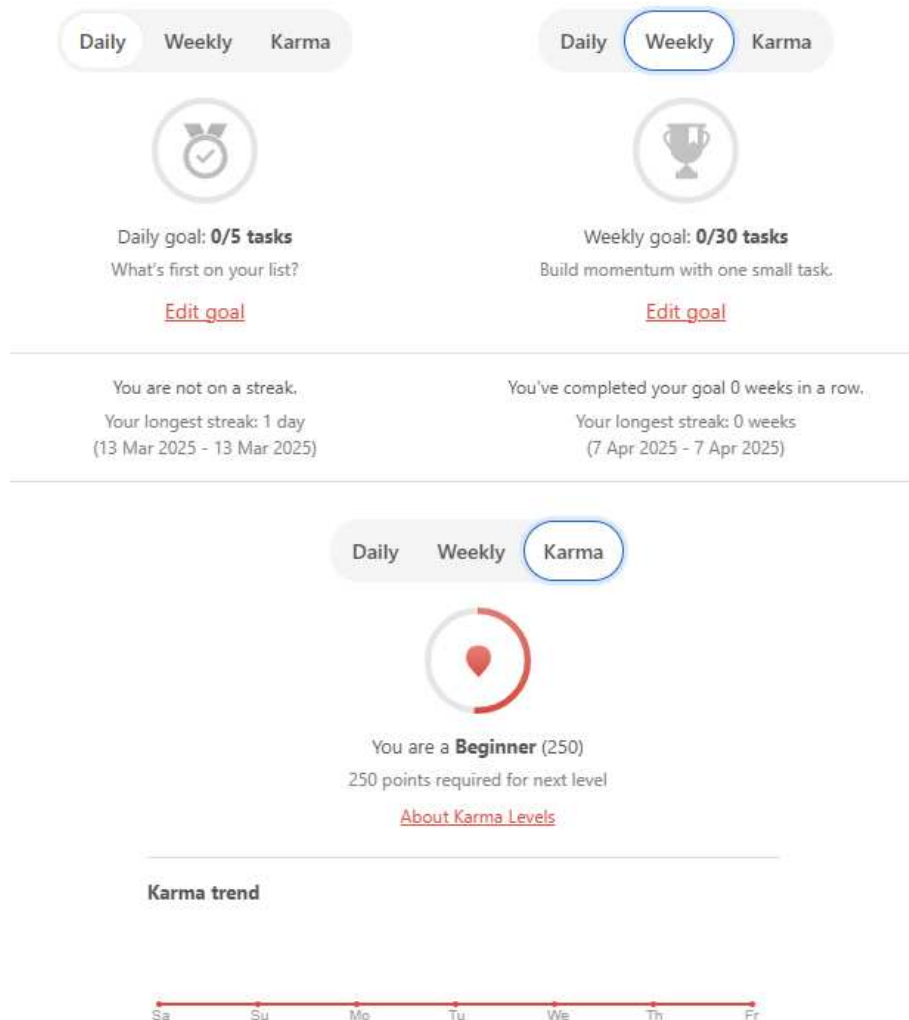 Daily Weekly Karma
Daily goal: 0/5 tasks
What's first on your list?
Edit goal
You are not on a streak.
Your longest streak: 1 day
(13 Mar 2025 - 13 Mar 2025)
Daily Weekly Karma
Weekly goal: 0/30 tasks
Build momentum with one small task.
Edit goal
You've completed your goal 0 weeks in a row.
Your longest streak: 0 weeks
(7 Apr 2025 - 7 Apr 2025)
Daily Weekly Karma
You are a Beginner (250)
250 points required for next level
About Karma Levels
Karma trend
Sa Su Mo Tu We Th Fr